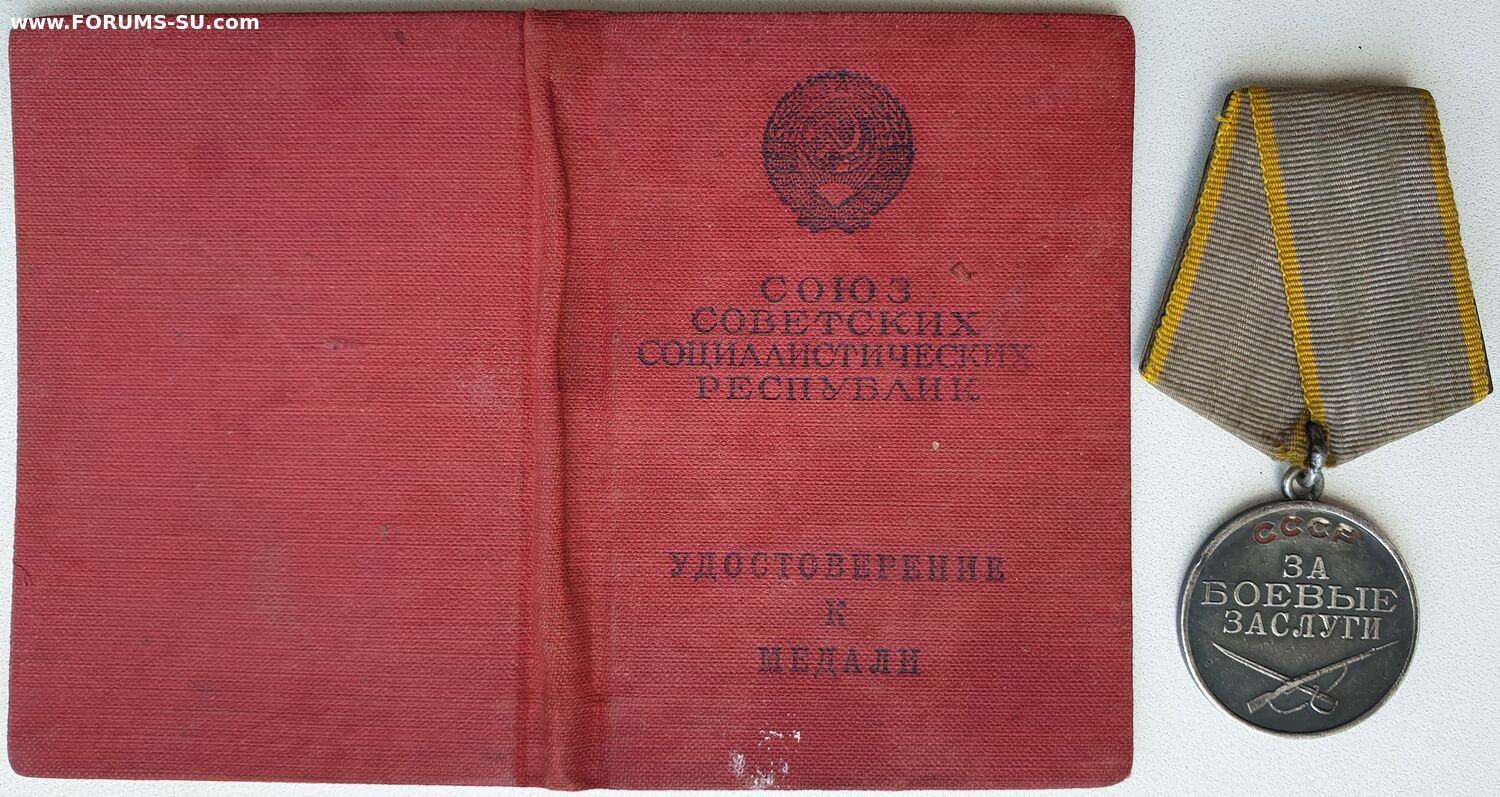 www.FORUMS-SU.com
СОЮЗ
СОВЕТСКИХ
СОЦИАЛИСТИЧЕСКИХ
РЕСПУБЛИК
УДОСТОВЕРЕНИЕ
К
МЕДАЛИ
СССР
ЗА
БОЕВЫЕ
ЗАСЛУГИ